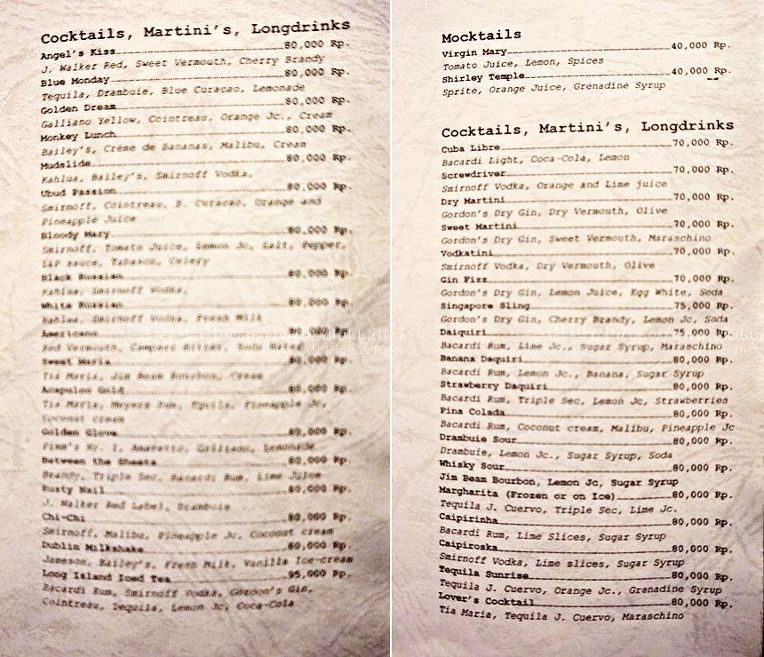 Cocktails, Martini's, Longdrinks
Angel's Kiss 80,000 Rp.
J. Walker Red, Sweet Vermouth, Cherry Brandy
Blue Monday 80,000 Rp.
Tequila, Drambuie, Blue Curacao, Lemonade
Golden Dream 80,000 Rp.
Galliano Yellow, Cointreau, Orange Jc, Cream
Monkey Lunch 80,000 Rp.
Bailey's, Crème de Bananas, Malibu, Cream
Mudslide 80,000 Rp.
Kahlua, Bailey's, Smirnoff Vodka,
Ubud Passion 80,000 Rp.
Smirnoff, Cointreau, B. Curacao, Orange and
Pineapple Juice
Bloody Mary 80,000 Rp.
Smirnoff, Tomato Juice, Lemon Jc, Salt, Pepper,
L&P sauce, Tabasco, Celery
Black Russian 80,000 Rp.
Kahlua, Smirnoff Vodka,
White Russian 80,000 Rp.
Kahlua, Smirnoff Vodka, Fresh Milk
Americano Rp.
Red Vermouth, Campari Soda
Sweet Maria 80,000 Rp.
Tia Maria, Jim Beam Bourbon, Cream
Acapulco Gold 80,000 Rp.
Tia Maria, Meyers Rum, Pineapple Jc,
Coconut cream
Golden Glove 80,000 Rp.
Pimm's No. 1, Amaretto, Galliano, Lemonade
Between the Sheets 80,000 Rp.
Brandy, Triple Sec, Bacardi Rum, Lime Juice
Rusty Nail 80,000 Rp.
J. Walker Red Label, Drambuie
Chi-Chi 80,000 Rp.
Smirnoff, Malibu, Pineapple Jc, Coconut cream
Dublin Milkshake 80,000 Rp.
Jameson, Bailey's, Fresh Milk, Vanilla Ice-cream
Long Island Iced Tea 95,000 Rp.
Bacardi Rum, Smirnoff Vodka, Gordon's Gin,
Cointreau, Tequila, Lemon Jc, Coca-Cola
Mocktails
Virgin Mary 40,000 Rp.
Tomato Juice, Lemon, Spices
Shirley Temple 40,000 Rp.
Sprite, Orange Juice, Grenadine Syrup
Cocktails, Martini's, Longdrinks
Cuba Libre 70,000 Rp.
Bacardi Light, Coca-Cola, Lemon
Screwdriver 70,000 Rp.
Smirnoff Vodka, Orange and Lime juice
Dry Martini 70,000 Rp.
Gordon's Dry Gin, Dry Vermouth, Olive
Sweet Martini 70,000 Rp.
Gordon's Dry Gin, Sweet Vermouth, Maraschino
Vodkatini 70,000 Rp.
Smirnoff Vodka, Dry Vermouth, Olive
Gin Fizz 70,000 Rp.
Gordon's Dry Gin, Lemon Juice, Egg White, Soda
Singapore Sling 75,000 Rp.
Gordon's Dry Gin, Cherry Brandy, Lemon Jc, Soda
Daiquiri 75,000 Rp.
Bacardi Rum, Lime Jc., Sugar Syrup, Maraschino
Banana Daquiri 80,000 Rp.
Bacardi Rum, Lemon Jc., Banana, Sugar Syrup
Strawberry Daquiri 80,000 Rp.
Bacardi Rum, Triple Sec, Lemon Jc, Strawberries
Pina Colada 80,000 Rp.
Bacardi Rum, Coconut cream, Malibu, Pineapple Jc
Drambuie Sour 80,000 Rp.
Drambuie, Lemon Jc., Sugar Syrup, Soda
Whisky Sour 80,000 Rp.
Jim Beam Bourbon, Lemon Jc, Sugar Syrup
Margharita (Frozen or on Ice) 80,000 Rp.
Tequila J. Cuervo, Triple Sec, Lime Jc.
Caipirinha 80,000 Rp.
Bacardi Rum, Lime Slices, Sugar Syrup
Caipiroska 80,000 Rp.
Smirnoff Vodka, Lime slices, Sugar Syrup
Tequila Sunrise 80,000 Rp.
Tequila J. Cuervo, Orange Jc., Granadine Syrup
Lover's Cocktail 80,000 Rp.
Tia Maria, Tequila J. Cuervo, Maraschino